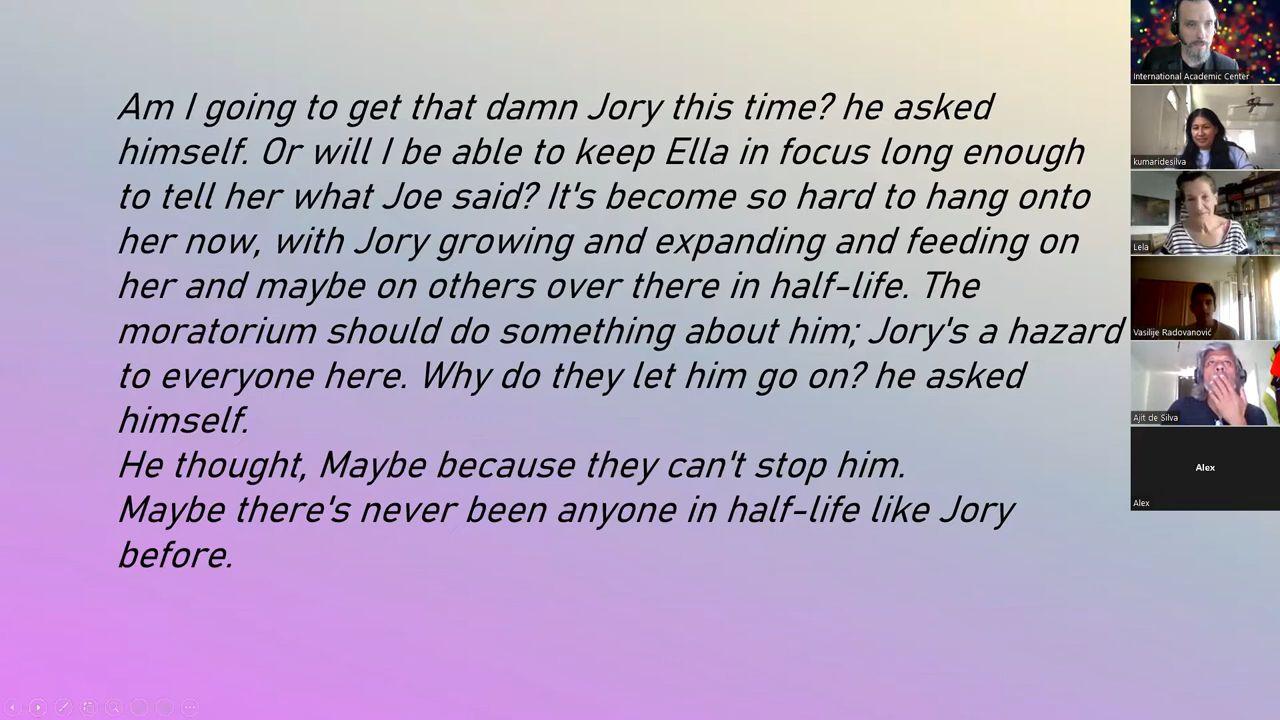 Am I going to get that damn Jory this time? he asked
himself. Or will I be able to keep Ella in focus long enough
to tell her what Joe said? It's become so hard to hang onto
her now, with Jory growing and expanding and feeding on
her and maybe on others over there in half-life. The
moratorium should do something about him; Jory's a hazard
to everyone here. Why do they let him go on? he asked
himself.
He thought, Maybe because they can't stop him.
Maybe there's never been anyone in half-life like Jory
before.
International Academic Center
kumaridesilva
Lela
Vasilije Radovanović
Ajit de Silva
Alex
Alex